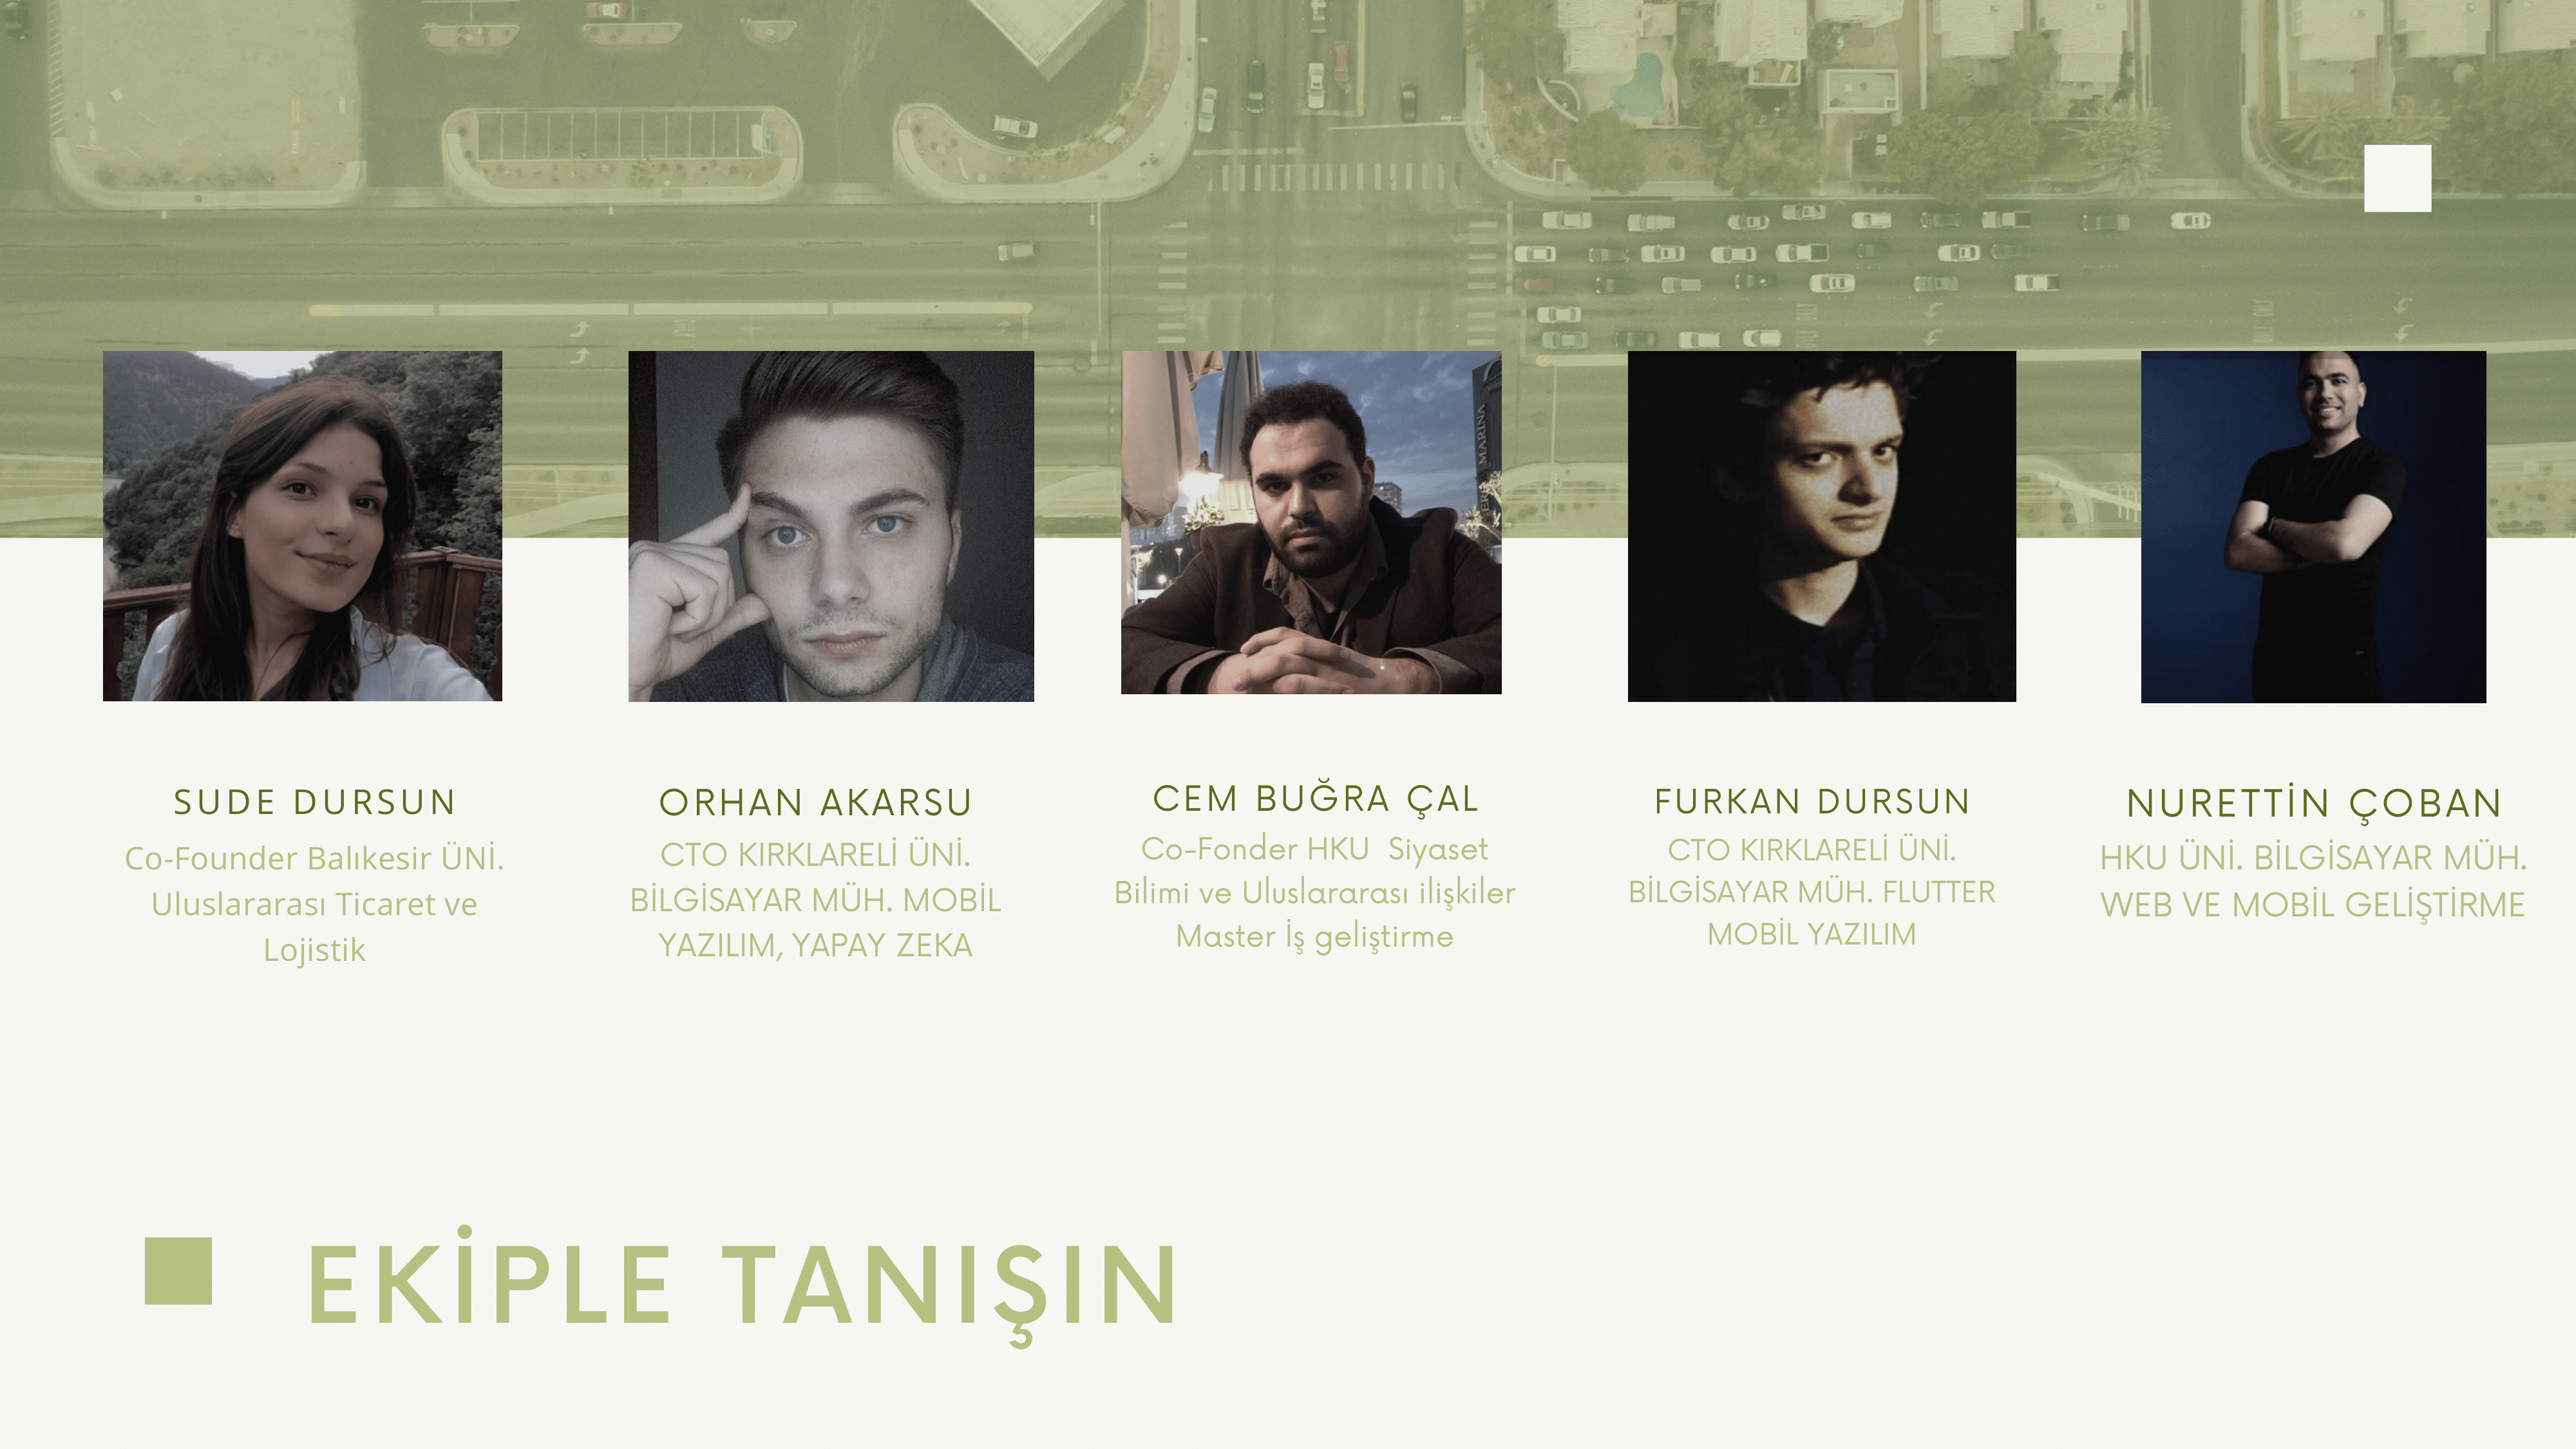 SUDE DURSUN
Co-Founder Balıkesir ÜNİ.
Uluslararası Ticaret ve
Lojistik
ORHAN AKARSU
CTO KIRKLARELİ ÜNİ.
BİLGİSAYAR MÜH. MOBİL
YAZILIM, YAPAY ZEKA
CEM BUĞRA ÇAL
Co-Fonder HKU  Siyaset
Bilimi ve Uluslararası ilişkiler
Master İş geliştirme
FURKAN DURSUN
CTO KIRKLARELİ ÜNİ.
BİLGİSAYAR MÜH. FLUTTER
MOBİL YAZILIM
NURETTİN ÇOBAN
HKU ÜNİ. BİLGİSAYAR MÜH.
WEB VE MOBİL GELİŞTİRME
EKİPLE TANIŞIN
MARINA